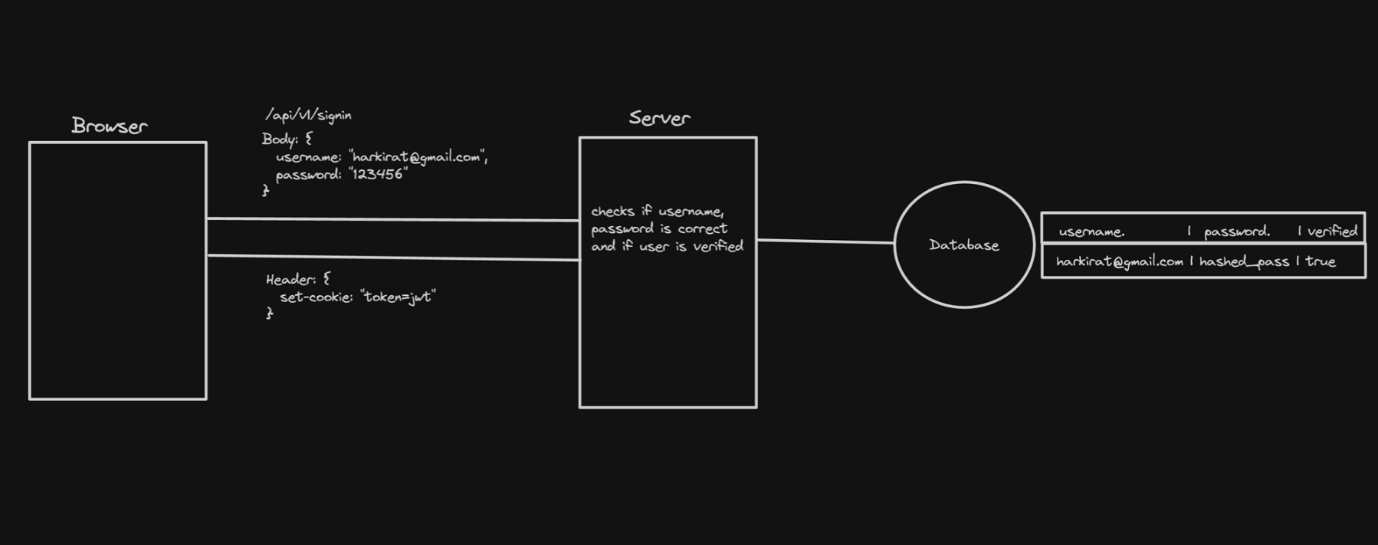 Browser
/api/v1/signin
Body: {
username: "harkirat@gmail.com",
password: "123456"
}
Header: {
set-cookie: "token=jwt"
}
Server
checks if username,
password is correct
and if user is verified
Database
username. | password. | verified
harkirat@gmail.com | hashed_pass | true